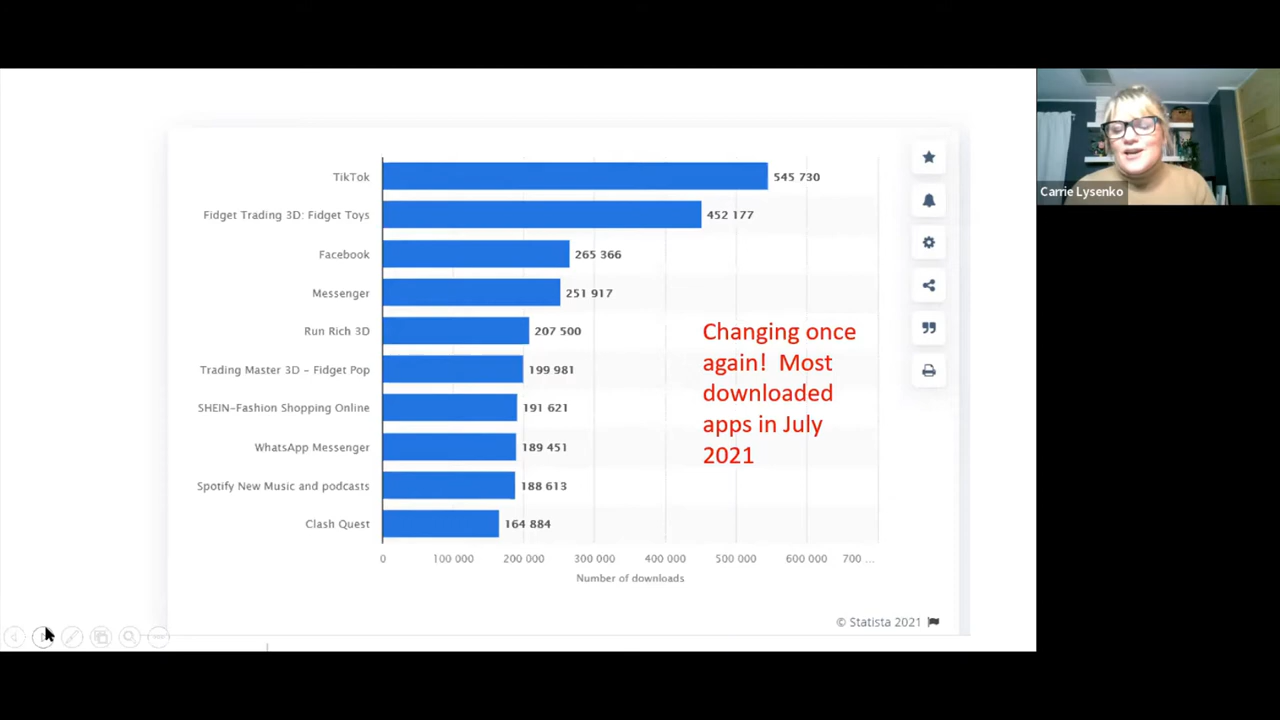 TikTok 545 730
Fidget Trading 3D: Fidget Toys 452 177
Facebook 265 366
Messenger 251 917
Run Rich 3D 207 500
Trading Master 3D – Fidget Pop 199 981
SHEIN-Fashion Shopping Online 191 621
WhatsApp Messenger 189 451
Spotify New Music and podcasts 188 613
Clash Quest 164 884
0 100 000 200 000 300 000 400 000 500 000 600 000 700 ...
Number of downloads
Changing once
again! Most
downloaded
apps in July
2021
© Statista 2021
Carrie Lysenko